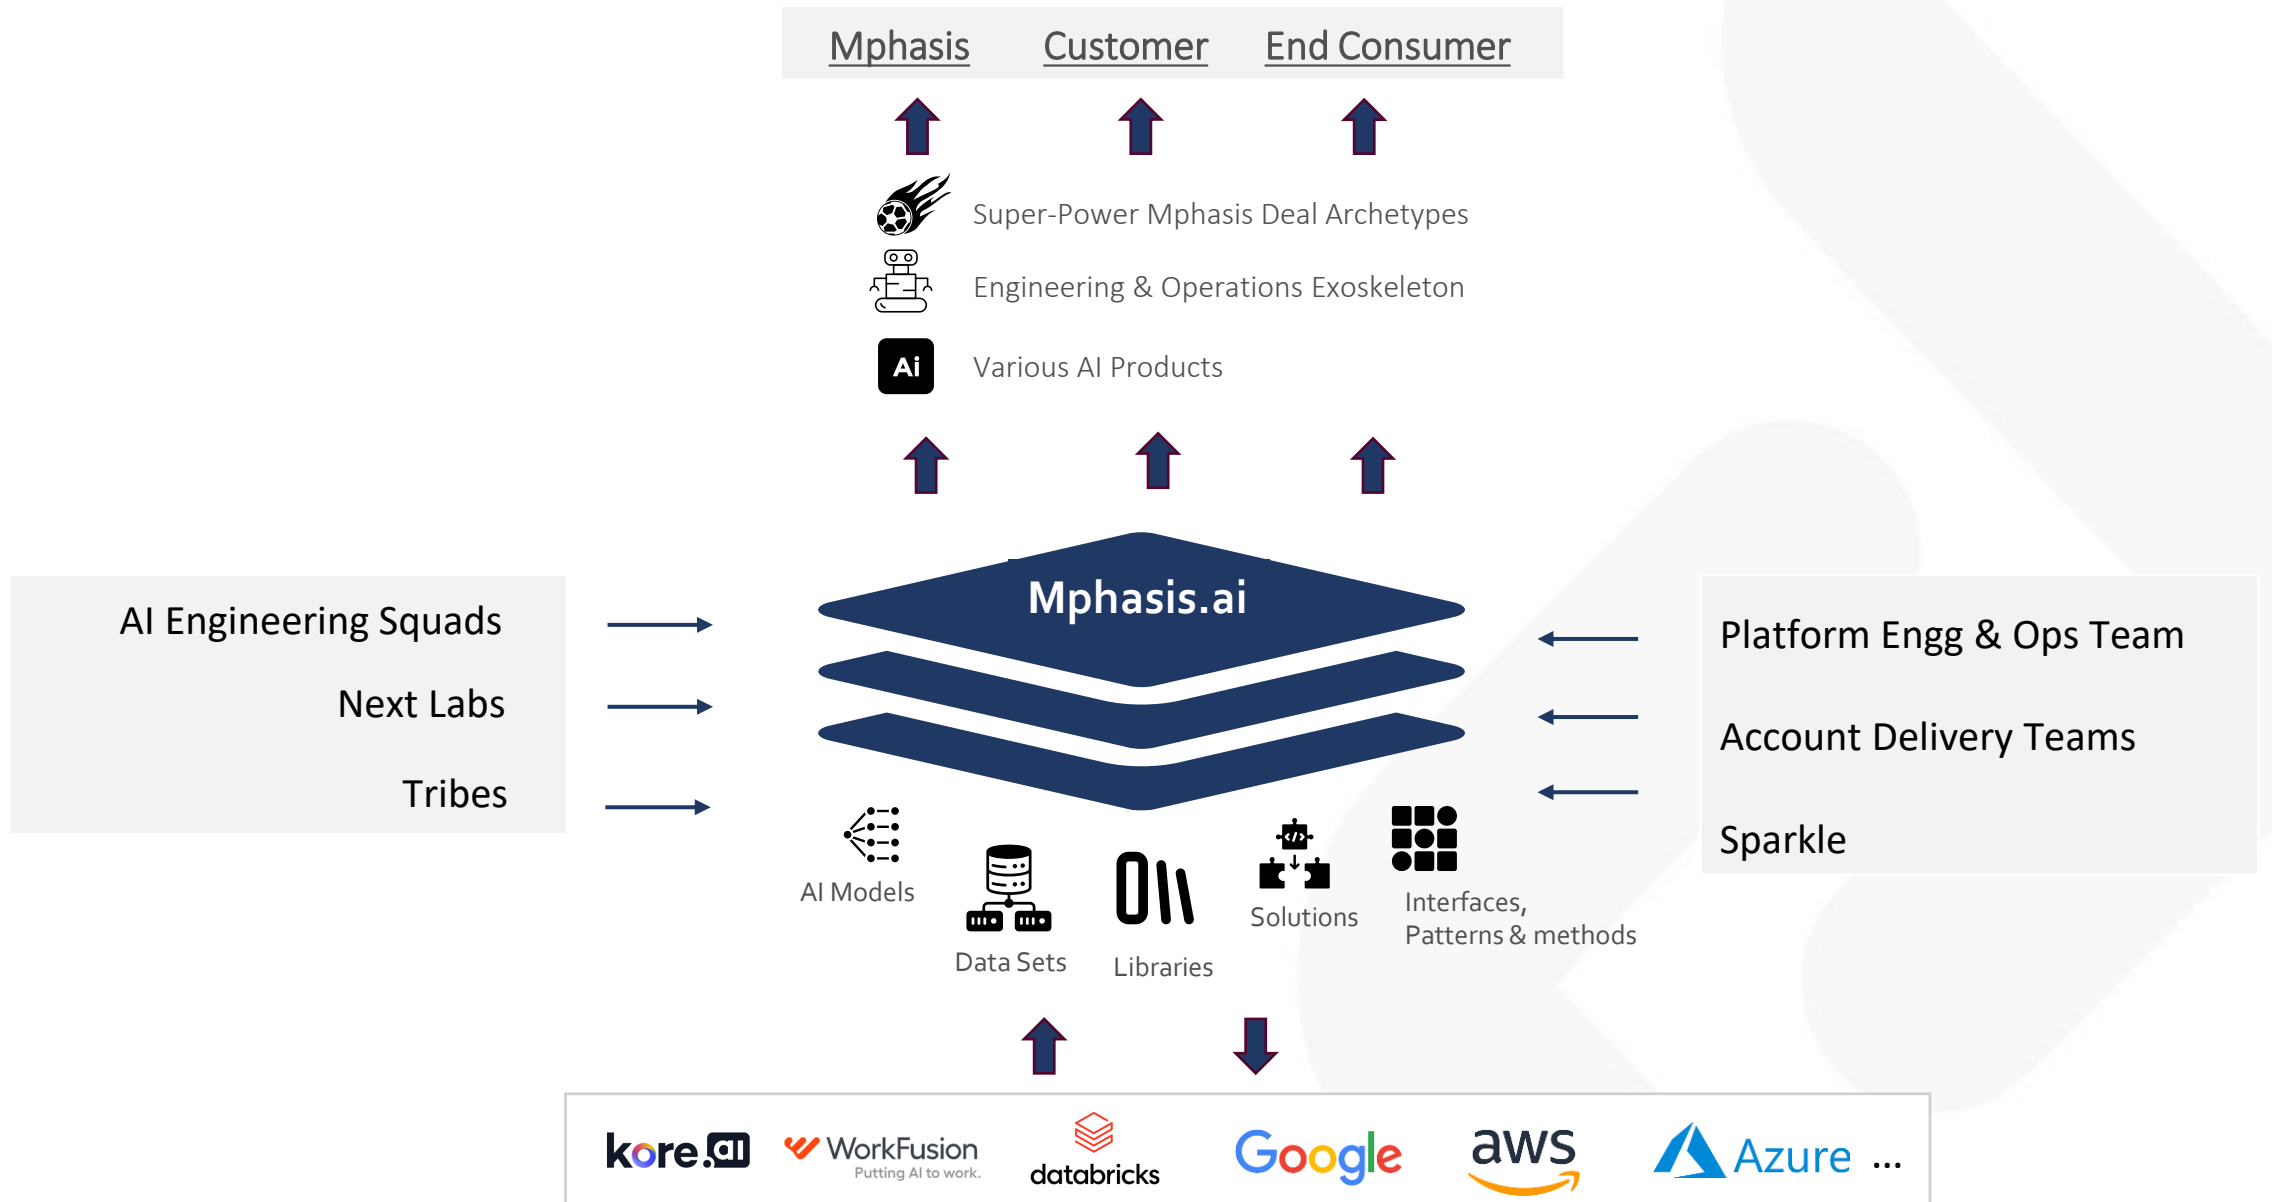 Mphasis Customer End Consumer
Super-Power Mphasis Deal Archetypes
Engineering & Operations Exoskeleton
Ai
Various AI Products
Mphasis.ai
AI Engineering Squads
Next Labs
Tribes
Platform Engg & Ops Team
Account Delivery Teams
Sparkle
AI Models
Data Sets
Libraries
</>
Solutions
Interfaces,
Patterns & methods
kore.ai
WorkFusion
Putting AI to work.
databricks
Google
aws
Azure ...